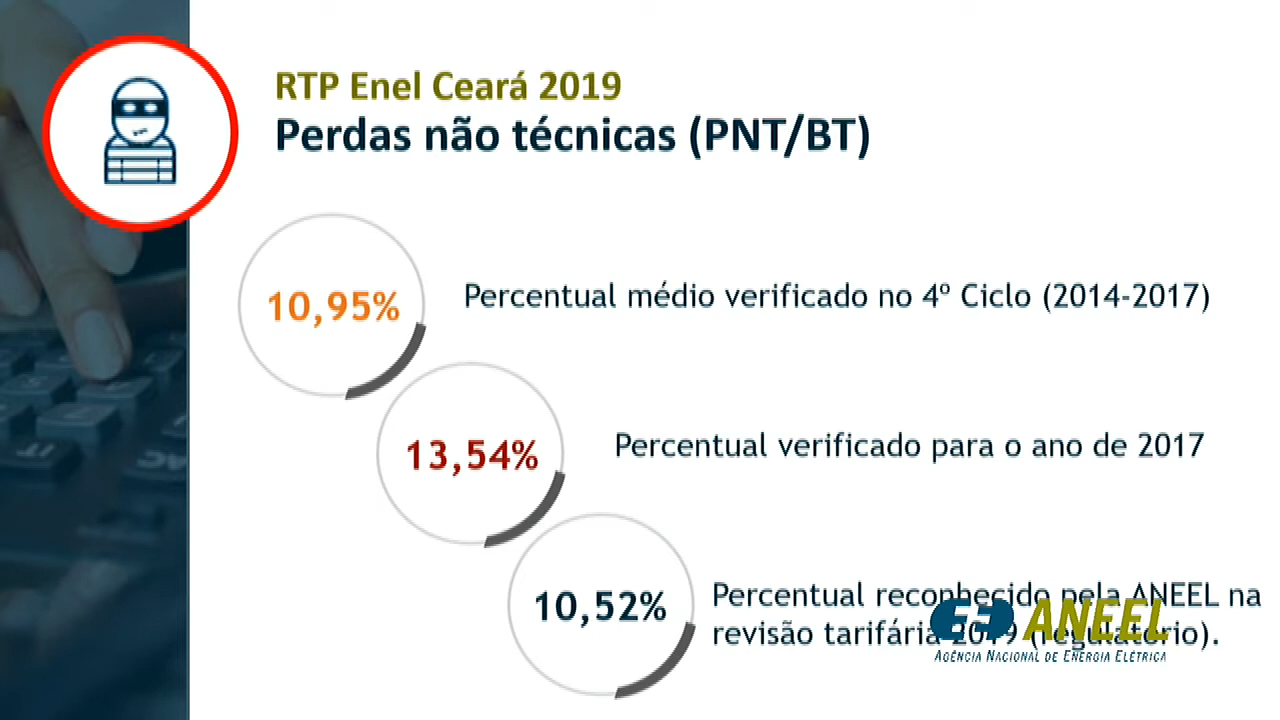 RTP Enel Ceará 2019
Perdas não técnicas (PNT/BT)
10,95%
Percentual médio verificado no 4º Ciclo (2014-2017)
13,54%
Percentual verificado para o ano de 2017
10,52%
Percentual reconhecido pela ANEEL na
revisão tarifária 2019 (regulatório).
ANEEL
AGÊNCIA NACIONAL DE ENERGIA ELÉTRICA